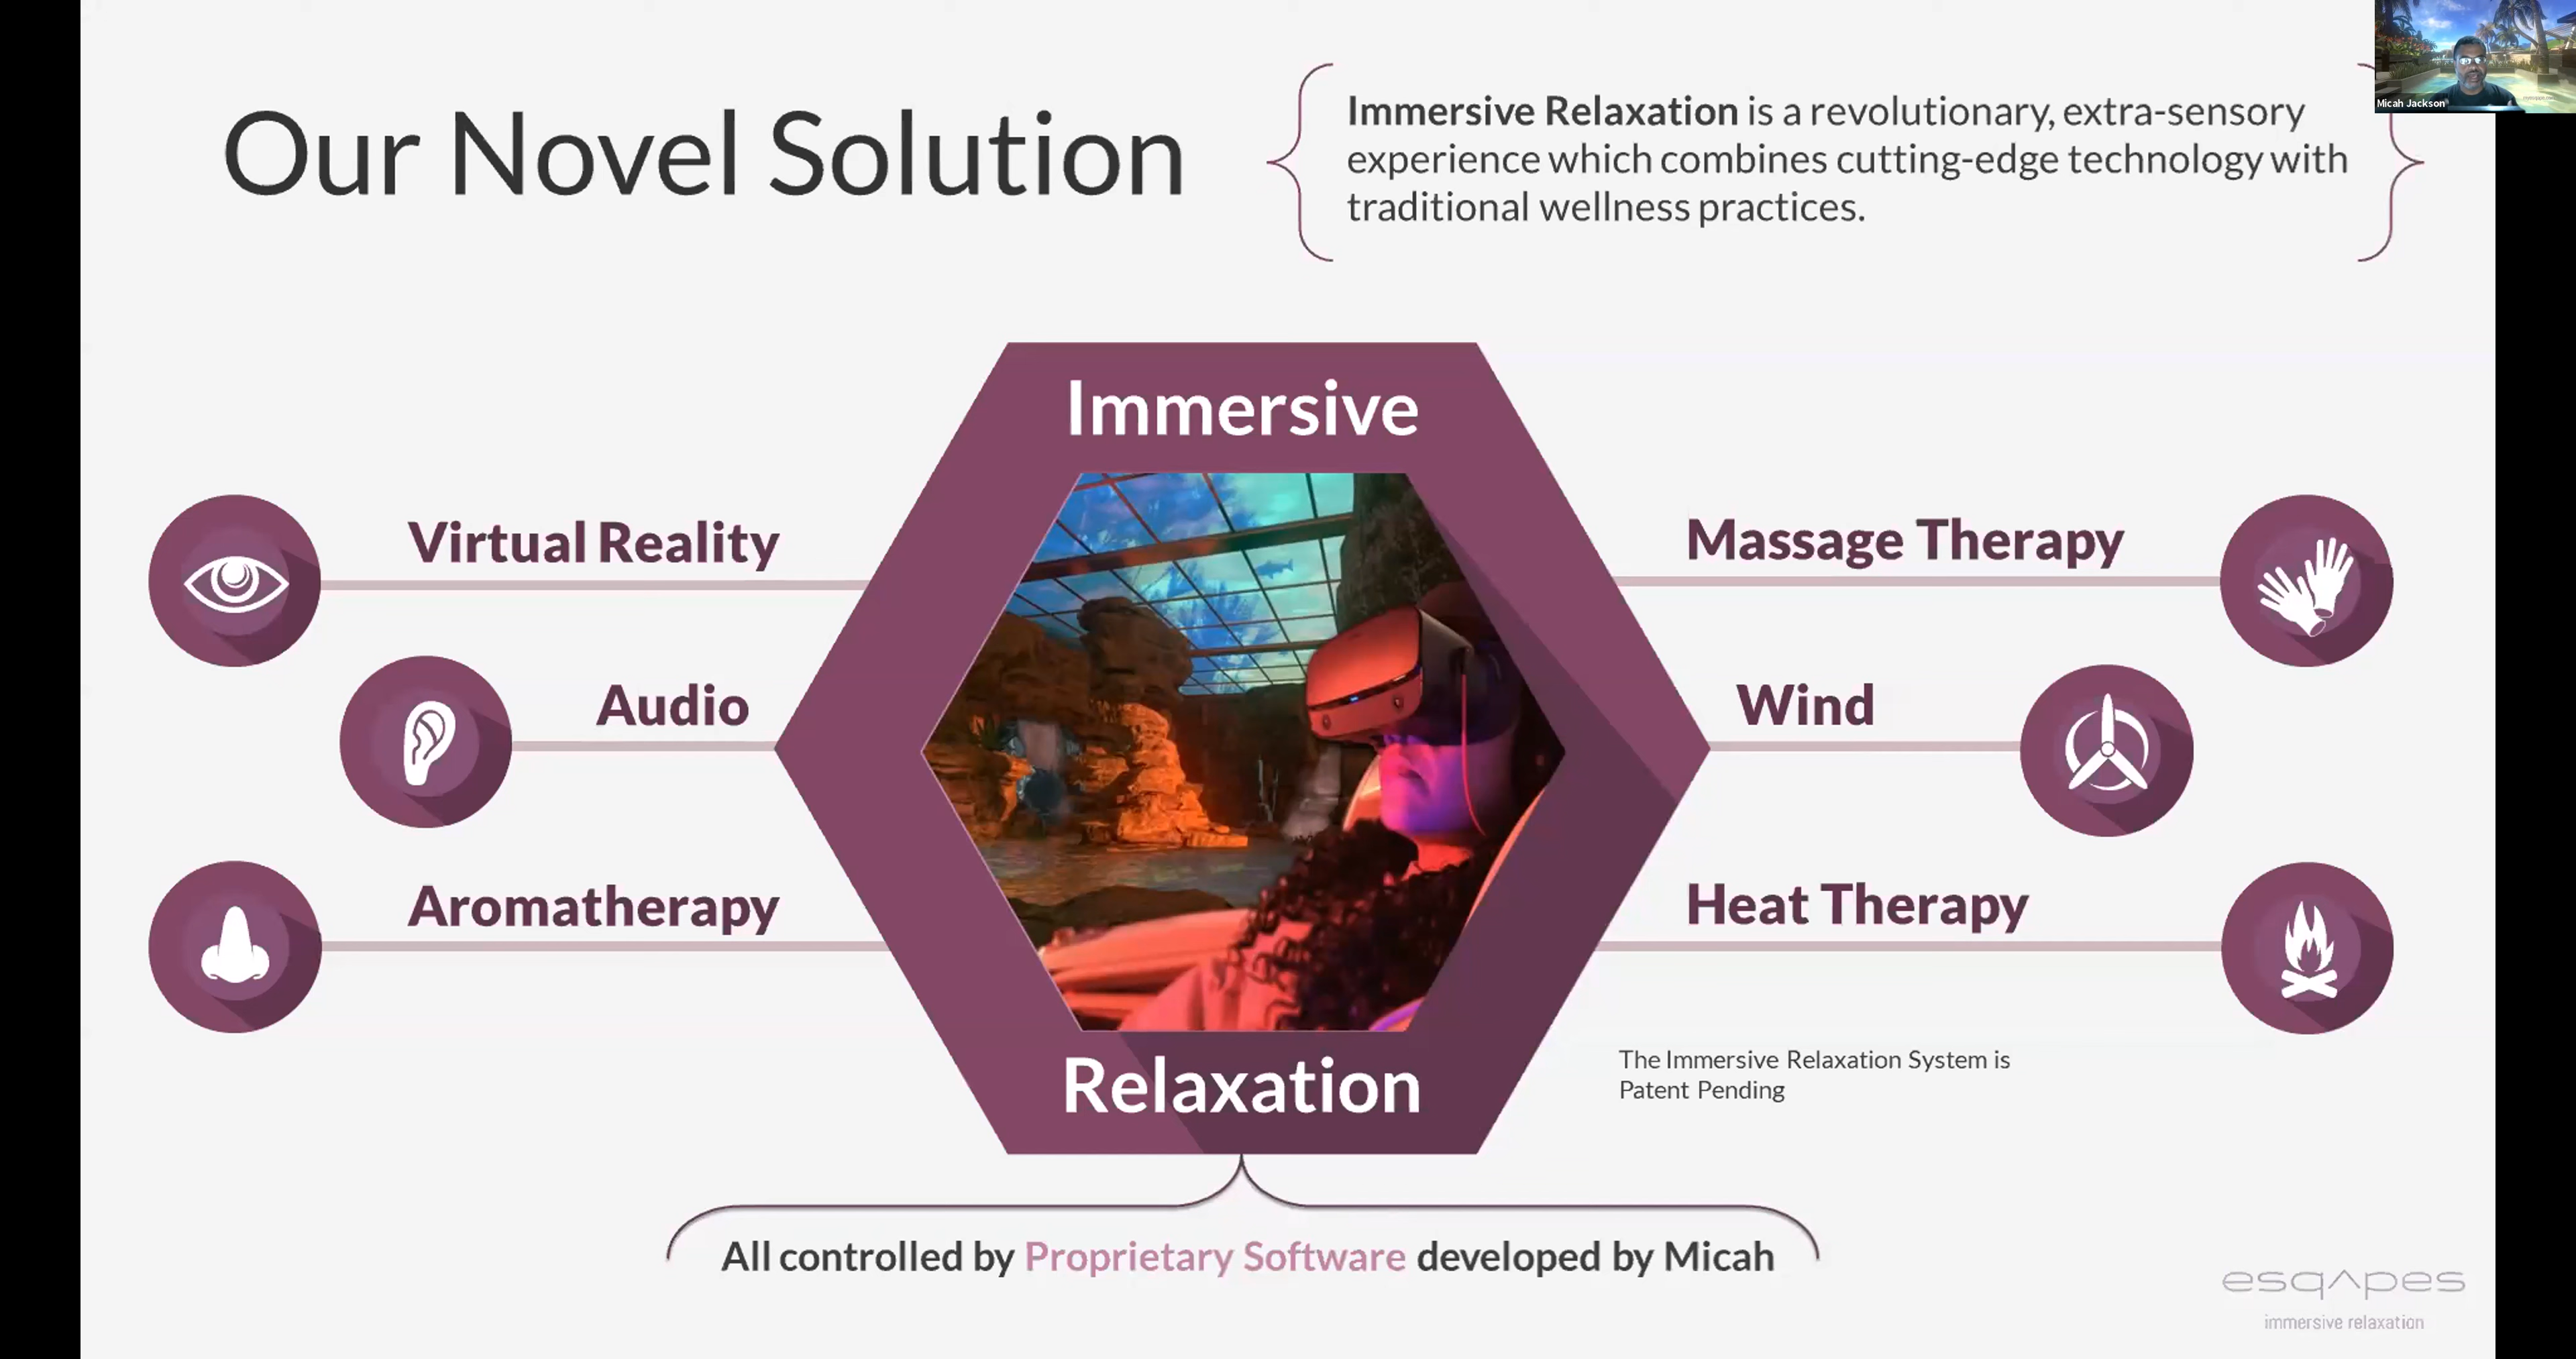 Our Novel Solution
Immersive Relaxation is a revolutionary, extra-sensory
experience which combines cutting-edge technology with
traditional wellness practices.
Micah Jackson
Immersive
Virtual Reality
Massage Therapy
Audio
Wind
Aromatherapy
Heat Therapy
Relaxation
The Immersive Relaxation System is
Patent Pending
All controlled by Proprietary Software developed by Micah
esqʌpes
immersive relaxation